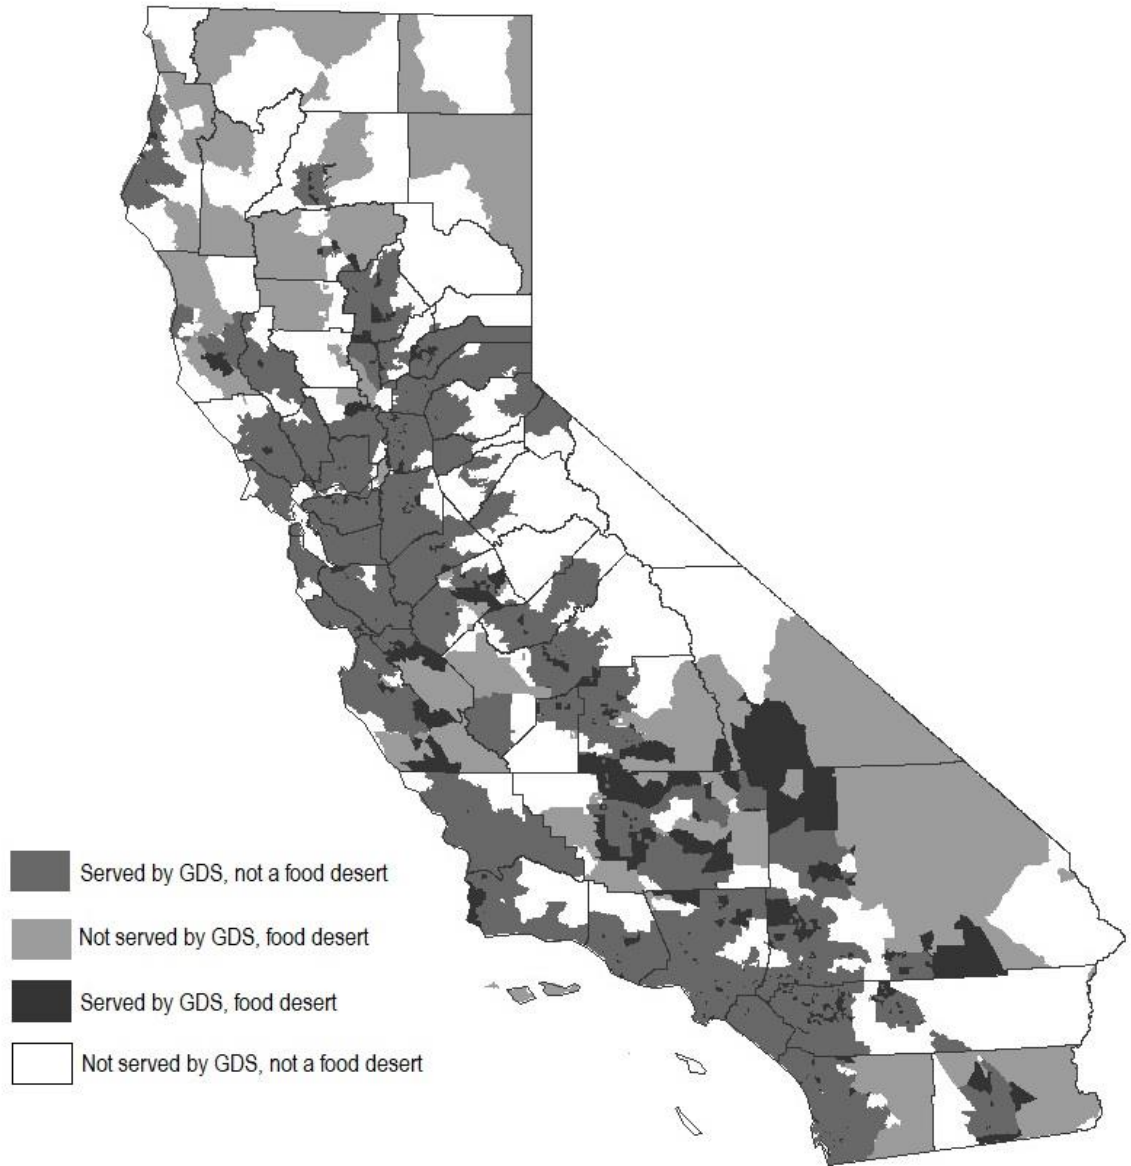 Served by GDS, not a food desert
Not served by GDS, food desert
Served by GDS, food desert
Not served by GDS, not a food desert